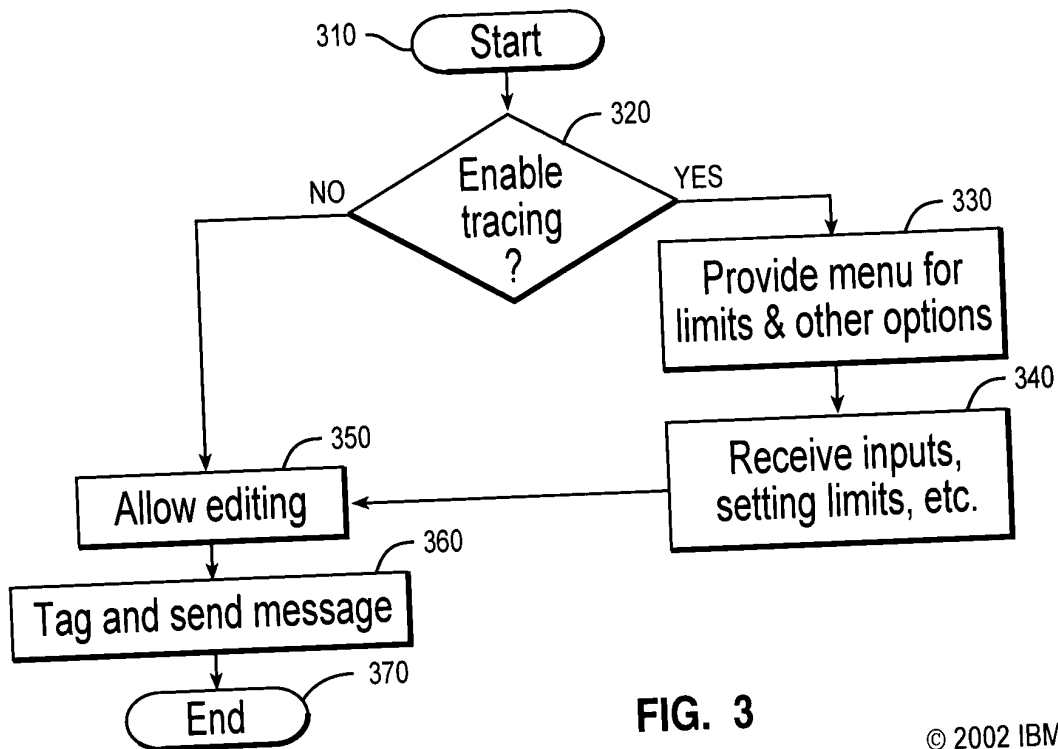 310
Start
320
Enable
tracing
?
NO
YES
330
Provide menu for
limits & other options
340
Receive inputs,
setting limits, etc.
350
Allow editing
360
Tag and send message
370
End
FIG. 3
© 2002 IBM